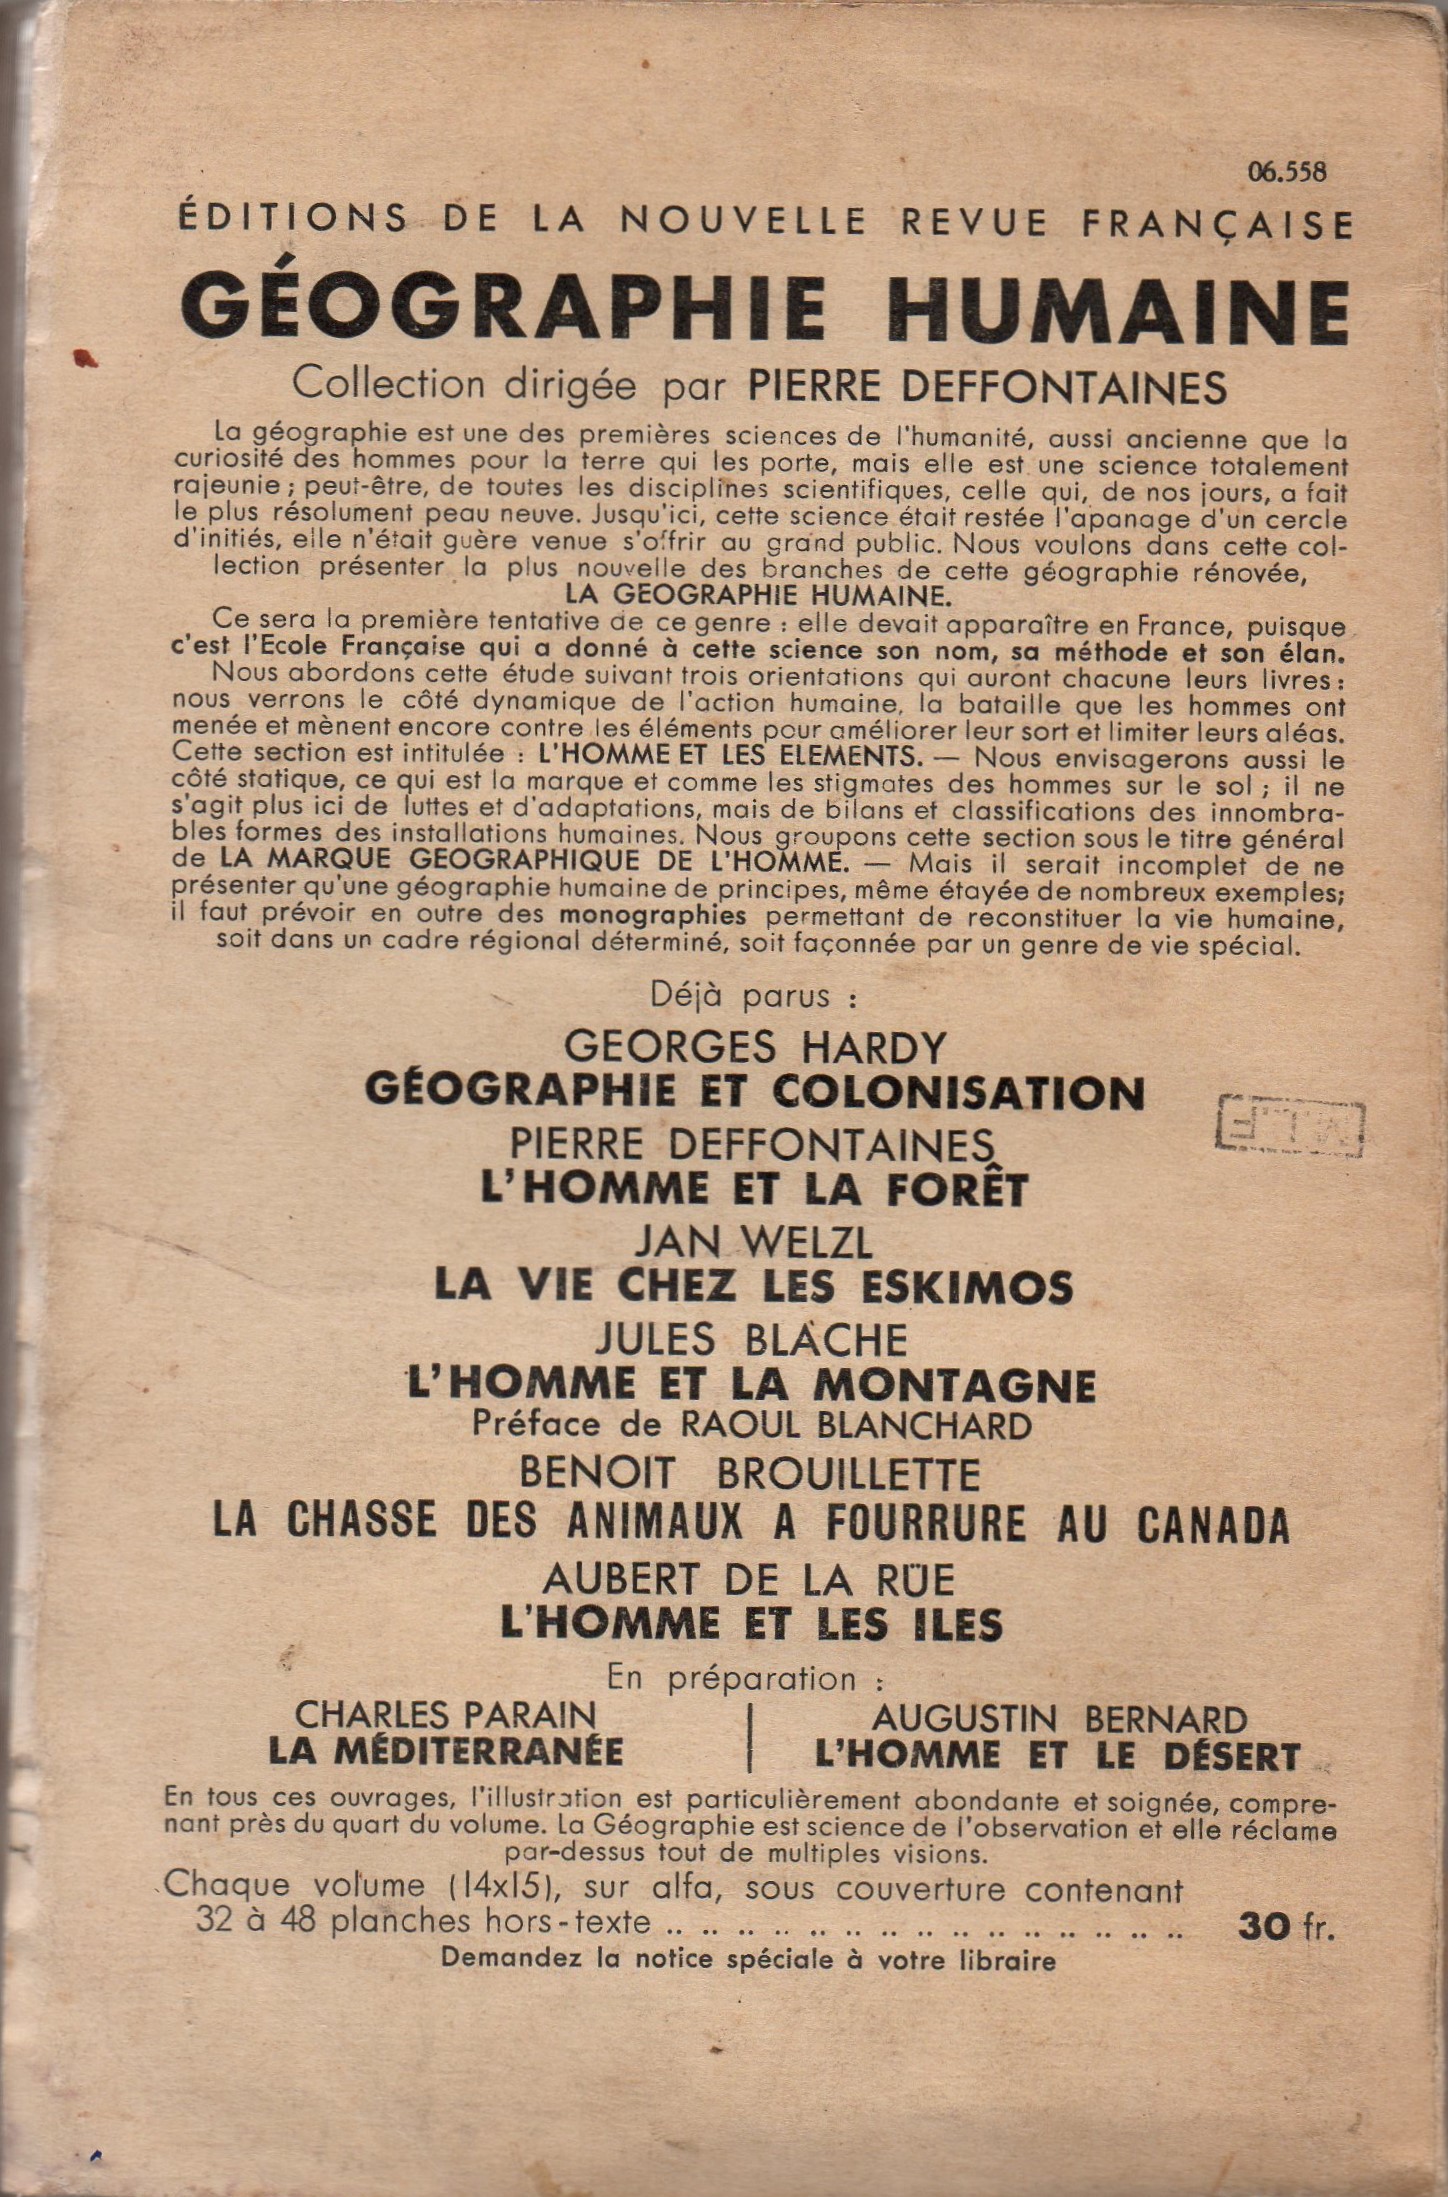 06.558
ÉDITIONS DE LA NOUVELLE REVUE FRANÇAISE
GÉOGRAPHIE HUMAINE
Collection dirigée par PIERRE DEFFONTAINES
La géographie est une des premières sciences de l'humanité, aussi ancienne que la
curiosité des hommes pour la terre qui les porte, mais elle est une science totalement
rajeunie ; peut-être, de toutes les disciplines scientifiques, celle qui, de nos jours, a fait
le plus résolument peau neuve. Jusqu'ici, cette science était restée l'apanage d'un cercle
d'initiés, elle n'était guère venue s'offrir au grand public. Nous voulons dans cette col-
lection présenter la plus nouvelle des branches de cette géographie rénovée,
LA GEOGRAPHIE HUMAINE.
Ce sera la première tentative de ce genre : elle devait apparaître en France, puisque
c'est l'Ecole Française qui a donné à cette science son nom, sa méthode et son élan.
Nous abordons cette étude suivant trois orientations qui auront chacune leurs livres :
nous verrons le côté dynamique de l'action humaine, la bataille que les hommes ont
menée et mènent encore contre les éléments pour améliorer leur sort et limiter leurs aléas.
Cette section est intitulée : L'HOMME ET LES ELEMENTS. — Nous envisagerons aussi le
côté statique, ce qui est la marque et comme les stigmates des hommes sur le sol ; il ne
s'agit plus ici de luttes et d'adaptations, mais de bilans et classifications des innombra-
bles formes des installations humaines. Nous groupons cette section sous le titre général
de LA MARQUE GEOGRAPHIQUE DE L'HOMME. — Mais il serait incomplet de ne
présenter qu'une géographie humaine de principes, même étayée de nombreux exemples;
il faut prévoir en outre des monographies permettant de reconstituer la vie humaine,
soit dans un cadre régional déterminé, soit façonnée par un genre de vie spécial.
Déjà parus :
GEORGES HARDY
GÉOGRAPHIE ET COLONISATION
PIERRE DEFFONTAINES
L'HOMME ET LA FORÊT
JAN WELZL
LA VIE CHEZ LES ESKIMOS
JULES BLACHE
L'HOMME ET LA MONTAGNE
Préface de RAOUL BLANCHARD
BENOIT BROUILLETTE
LA CHASSE DES ANIMAUX A FOURRURE AU CANADA
AUBERT DE LA RÜE
L'HOMME ET LES ILES
En préparation :
CHARLES PARAIN
LA MÉDITERRANÉE
AUGUSTIN BERNARD
L'HOMME ET LE DÉSERT
En tous ces ouvrages, l'illustration est particulièrement abondante et soignée, compre-
nant près du quart du volume. La Géographie est science de l'observation et elle réclame
par-dessus tout de multiples visions.
Chaque volume (14x15), sur alfa, sous couverture contenant
32 à 48 planches hors-texte .. .. .. .. .. .. .. .. .. .. .. .. .. .. .. 30 fr.
Demandez la notice spéciale à votre libraire